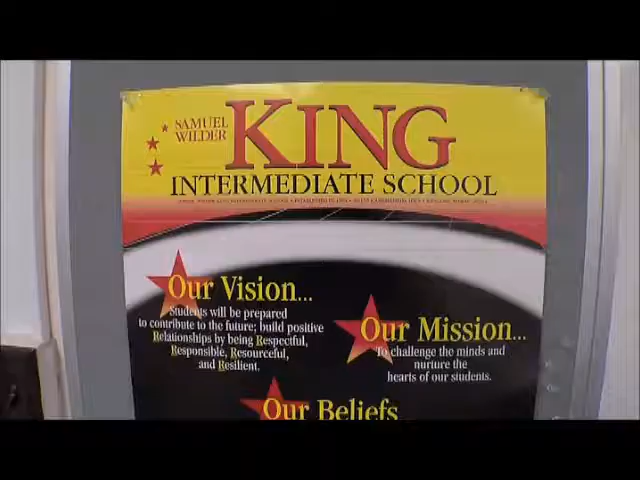 SAMUEL
WILDER
KING
INTERMEDIATE SCHOOL
Our Vision...
Students will be prepared
to contribute to the future; build positive
Relationships by being Respectful,
Responsible, Resourceful,
and Resilient.
Our Mission...
To challenge the minds and
nurture the
hearts of our students.
Our Beliefs